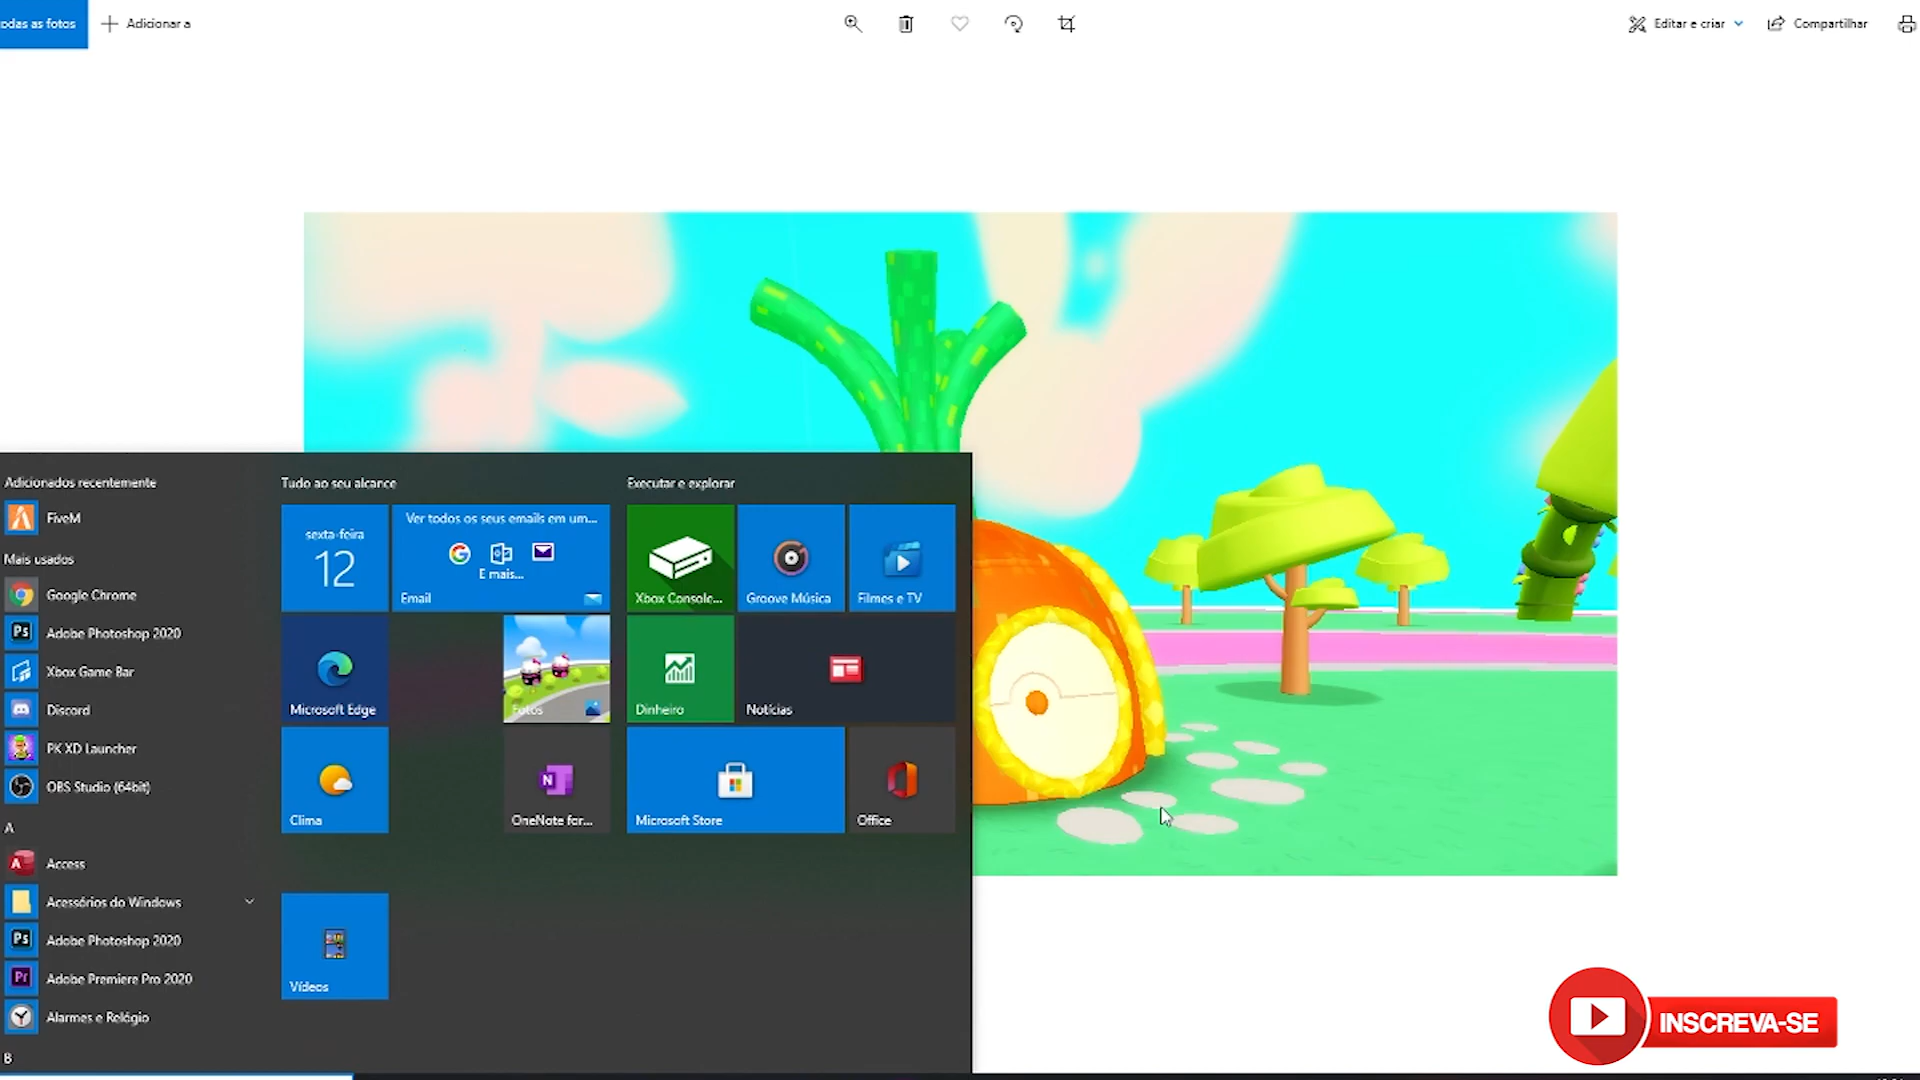 odas as fotos
Adicionar a
Editar e criar
Compartilhar
Adicionados recentemente
FiveM
Mais usados
Google Chrome
Adobe Photoshop 2020
Xbox Game Bar
Discord
PK XD Launcher
OBS Studio (64bit)
A
Access
Acessórios do Windows
Adobe Photoshop 2020
Adobe Premiere Pro 2020
Alarmes e Relógio
B
Tudo ao seu alcance
sexta-feira
12
Ver todos os seus emails em um...
E mais...
Email
Microsoft Edge
Fotos
Clima
OneNote for...
Vídeos
Executar e explorar
Xbox Console...
Groove Música
Filmes e TV
Dinheiro
Notícias
Microsoft Store
Office
INSCREVA-SE